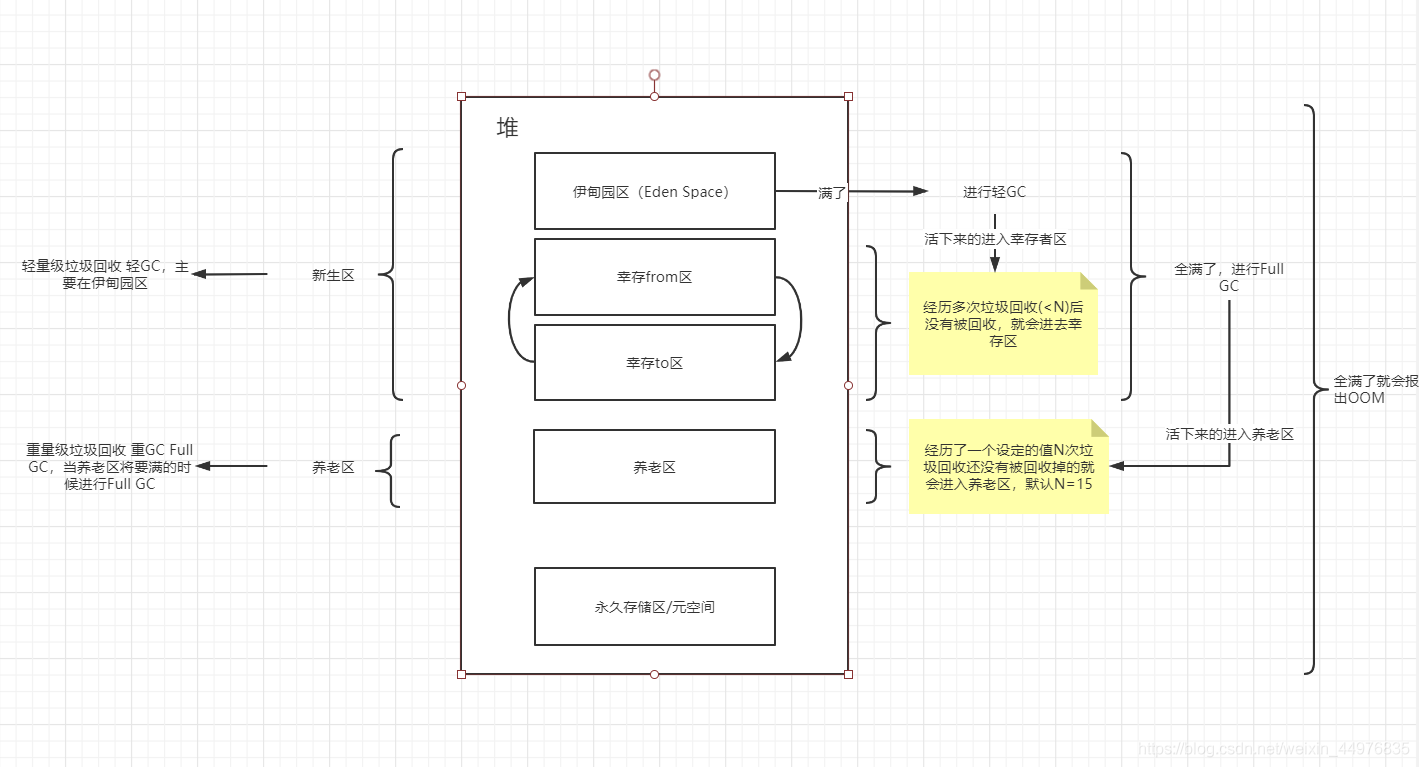 堆
伊甸园区（Eden Space）
满了
进行轻GC
活下来的进入幸存者区
轻量级垃圾回收 轻GC，主
要在伊甸园区
新生区
幸存from区
经历多次垃圾回收(<N)后
没有被回收，就会进去幸
存区
全满了，进行Full
GC
幸存to区
全满了就会报
出OOM
重量级垃圾回收 重GC Full
GC，当养老区将要满的时
候进行Full GC
养老区
养老区
经历了一个设定的值N次垃
圾回收还没有被回收掉的就
会进入养老区，默认N=15
活下来的进入养老区
永久存储区/元空间
https://blog.csdn.net/weixin_44976835